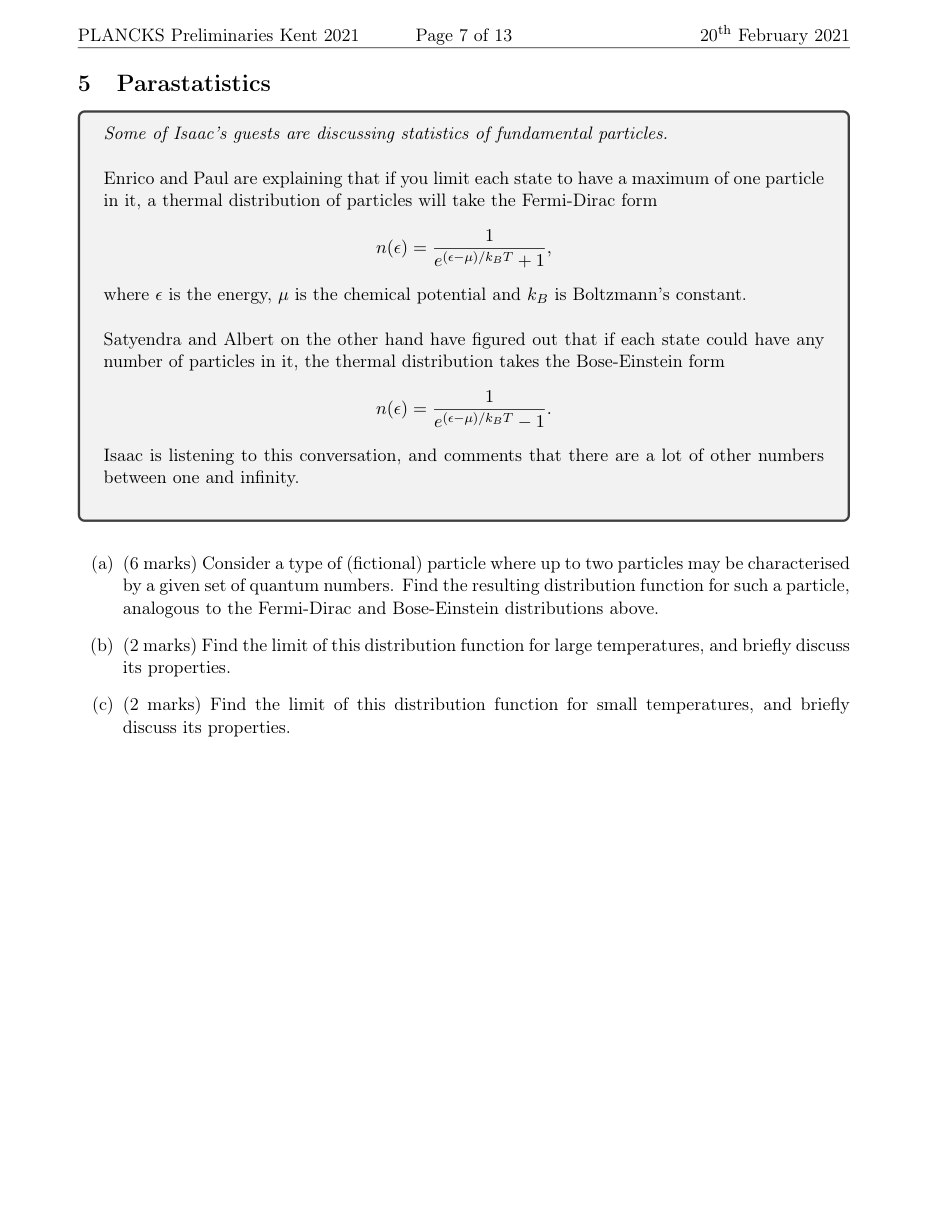 PLANCKS Preliminaries Kent 2021 Page 7 of 13 20th February 2021
5 Parastatistics
Some of Isaac's guests are discussing statistics of fundamental particles.
Enrico and Paul are explaining that if you limit each state to have a maximum of one particle
in it, a thermal distribution of particles will take the Fermi-Dirac form
n(ϵ) = 1 / (e^{(ϵ−μ)/k_B T} + 1),
where ϵ is the energy, μ is the chemical potential and k_B is Boltzmann's constant.
Satyendra and Albert on the other hand have figured out that if each state could have any
number of particles in it, the thermal distribution takes the Bose-Einstein form
n(ϵ) = 1 / (e^{(ϵ−μ)/k_B T} − 1).
Isaac is listening to this conversation, and comments that there are a lot of other numbers
between one and infinity.
(a) (6 marks) Consider a type of (fictional) particle where up to two particles may be characterised
by a given set of quantum numbers. Find the resulting distribution function for such a particle,
analogous to the Fermi-Dirac and Bose-Einstein distributions above.
(b) (2 marks) Find the limit of this distribution function for large temperatures, and briefly discuss
its properties.
(c) (2 marks) Find the limit of this distribution function for small temperatures, and briefly
discuss its properties.